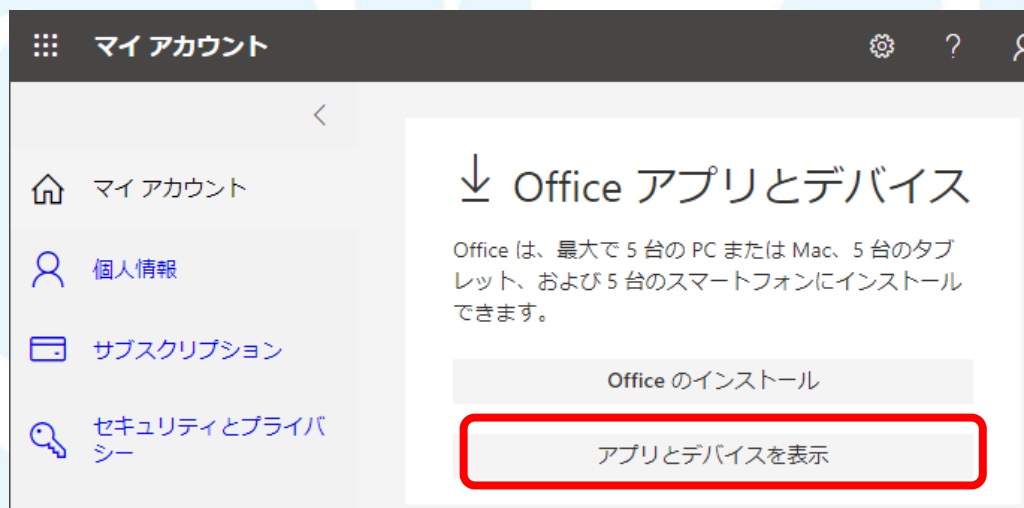 マイ アカウント
?
マイ アカウント
個人情報
サブスクリプション
セキュリティとプライバ
シー
Office アプリとデバイス
Office は、最大で 5 台の PC または Mac、5 台のタブ
レット、および 5 台のスマートフォンにインストール
できます。
Office のインストール
アプリとデバイスを表示